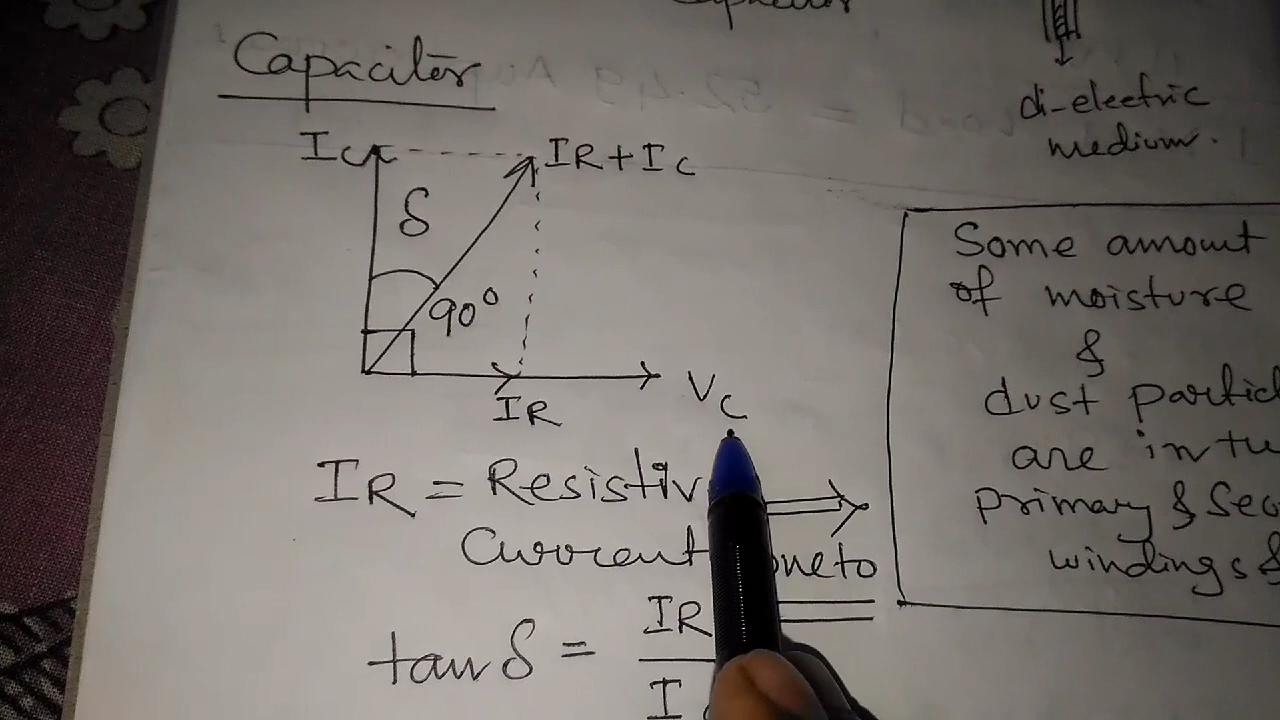 Capacitor
di-electric
medium.
Ic
IR + Ic
δ
90°
IR
Vc
IR = Resistiv
Current
tan δ = IR
I
Some amount
of moisture
&
dust partic
are in tu
primary & Sec
windings &